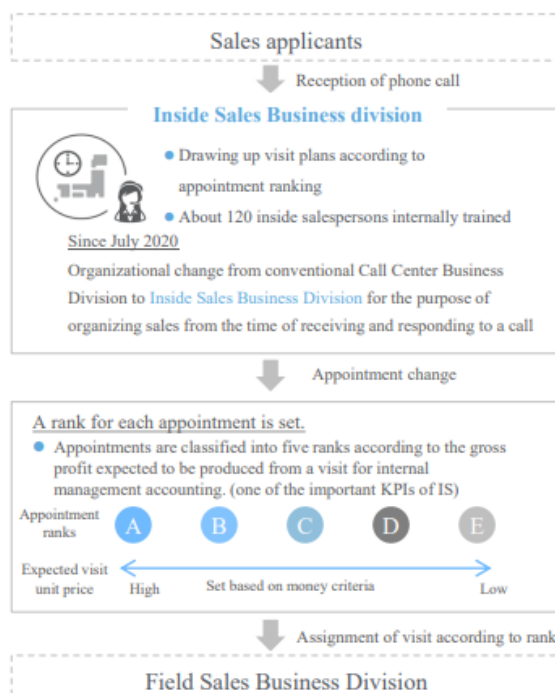 Sales applicants
Reception of phone call
Inside Sales Business division
● Drawing up visit plans according to
appointment ranking
● About 120 inside salespersons internally trained
Since July 2020
Organizational change from conventional Call Center Business
Division to Inside Sales Business Division for the purpose of
organizing sales from the time of receiving and responding to a call
Appointment change
A rank for each appointment is set.
● Appointments are classified into five ranks according to the gross
profit expected to be produced from a visit for internal
management accounting. (one of the important KPIs of IS)
Appointment
ranks
A B C D E
Expected visit
unit price
High Set based on money criteria Low
Assignment of visit according to rank
Field Sales Business Division